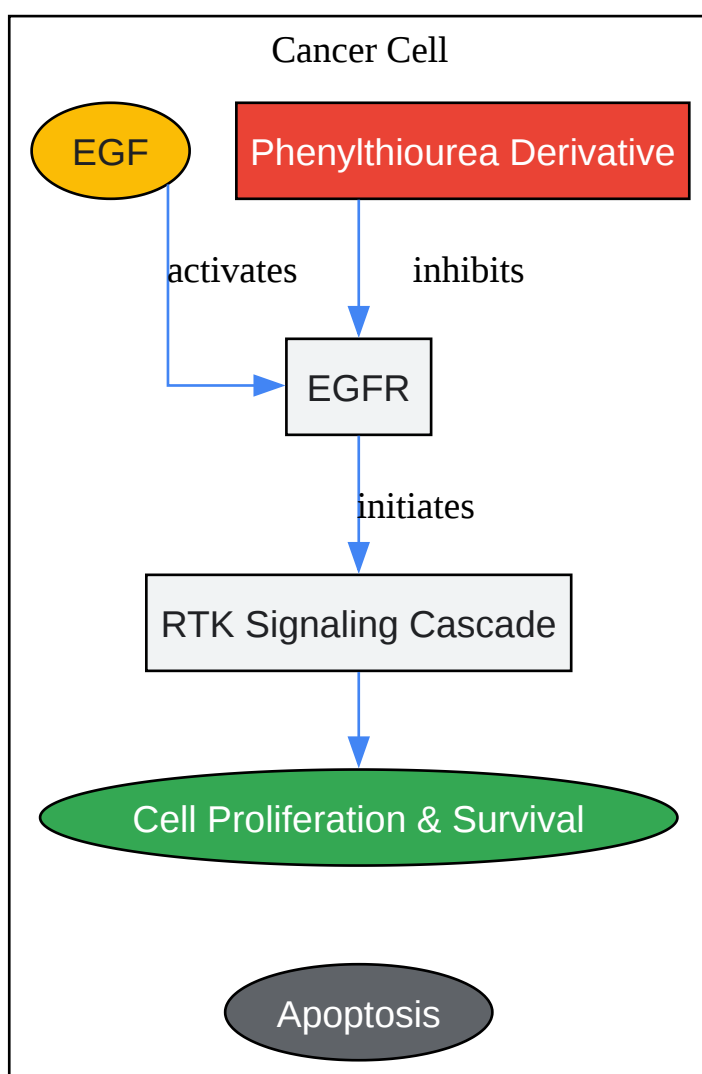 Cancer Cell
EGF
Phenylthiourea Derivative
activates
inhibits
EGFR
initiates
RTK Signaling Cascade
Cell Proliferation & Survival
Apoptosis